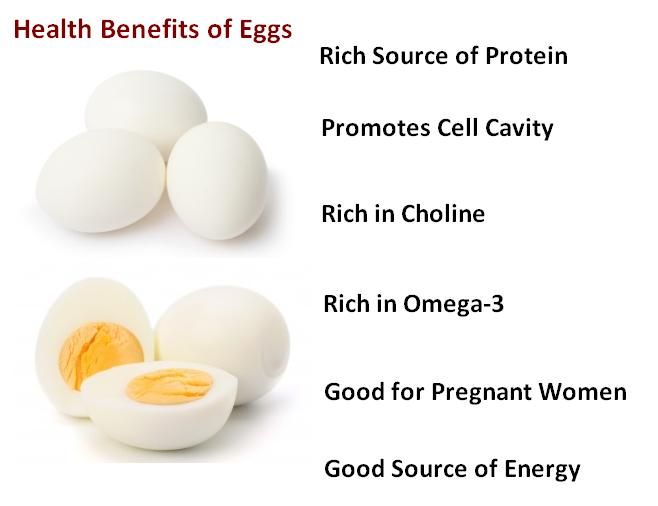 Health Benefits of Eggs
Rich Source of Protein
Promotes Cell Cavity
Rich in Choline
Rich in Omega-3
Good for Pregnant Women
Good Source of Energy